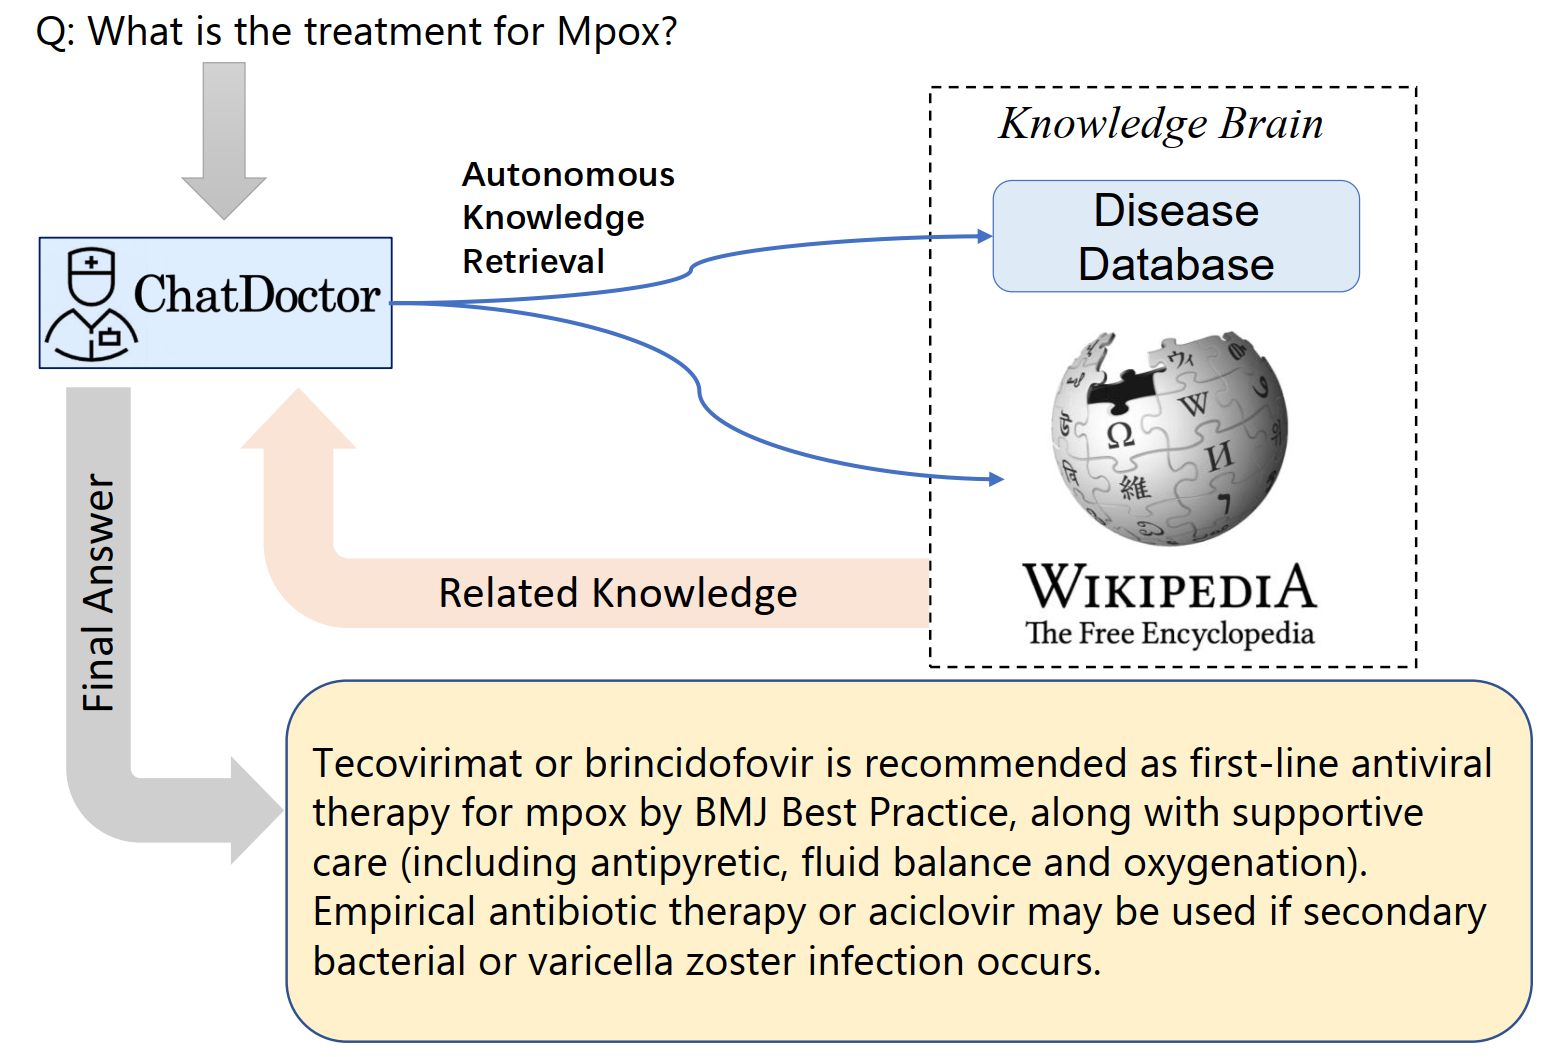 Q: What is the treatment for Mpox?
Knowledge Brain
Autonomous
Knowledge
Retrieval
Disease
Database
ChatDoctor
ウィ
W
Ω
И
維
WIKIPEDIA
The Free Encyclopedia
Related Knowledge
Final Answer
Tecovirimat or brincidofovir is recommended as first-line antiviral
therapy for mpox by BMJ Best Practice, along with supportive
care (including antipyretic, fluid balance and oxygenation).
Empirical antibiotic therapy or aciclovir may be used if secondary
bacterial or varicella zoster infection occurs.